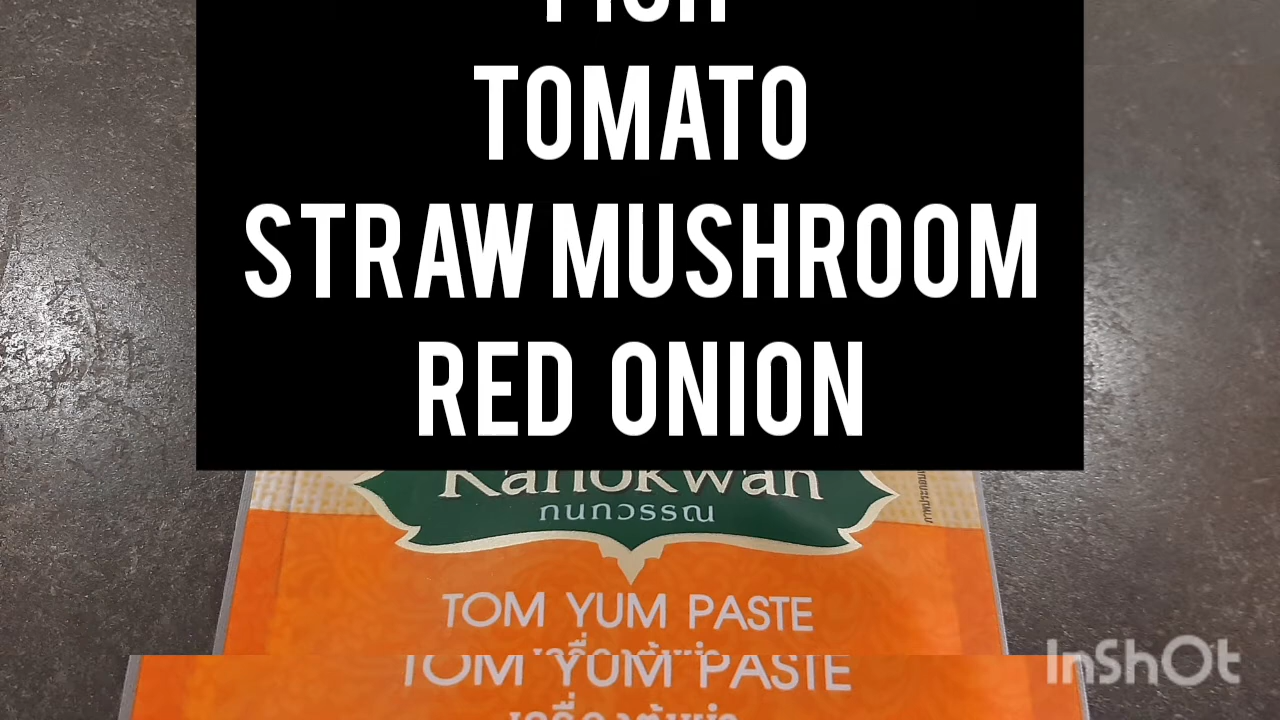 TOMATO
STRAW MUSHROOM
RED ONION
Kanokwan
กนกวรรณ
TOM YUM PASTE
TOM YUM PASTE
InShOt